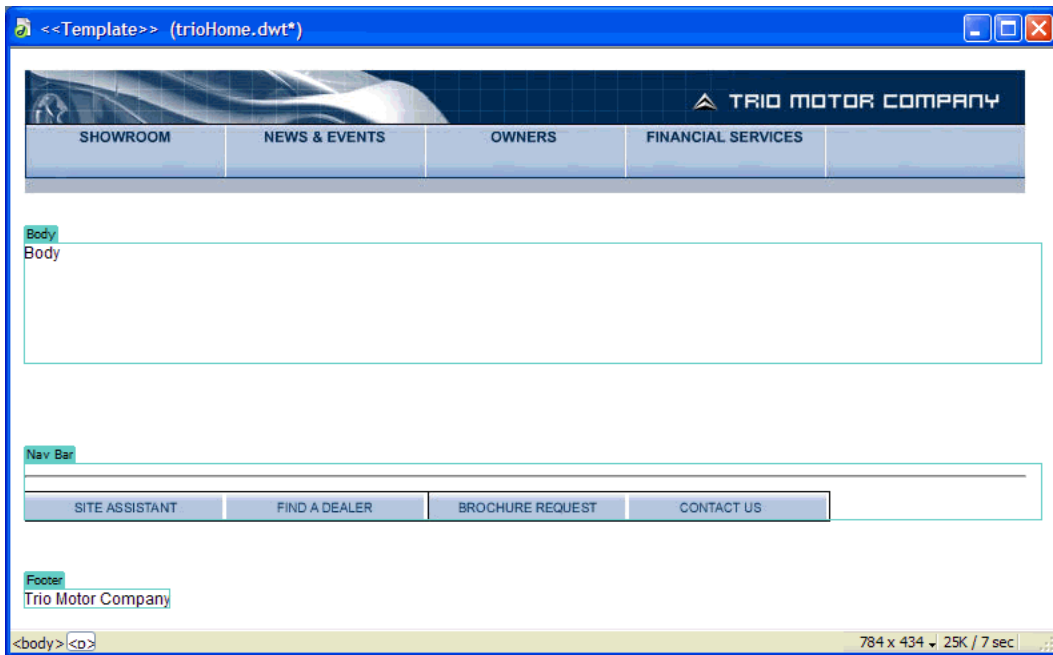 <<Template>> (trioHome.dwt*)
TRIO MOTOR COMPANY
SHOWROOM NEWS & EVENTS OWNERS FINANCIAL SERVICES
Body
Body
Nav Bar
SITE ASSISTANT FIND A DEALER BROCHURE REQUEST CONTACT US
Footer
Trio Motor Company
<body> <p> 784 x 434 25K / 7 sec